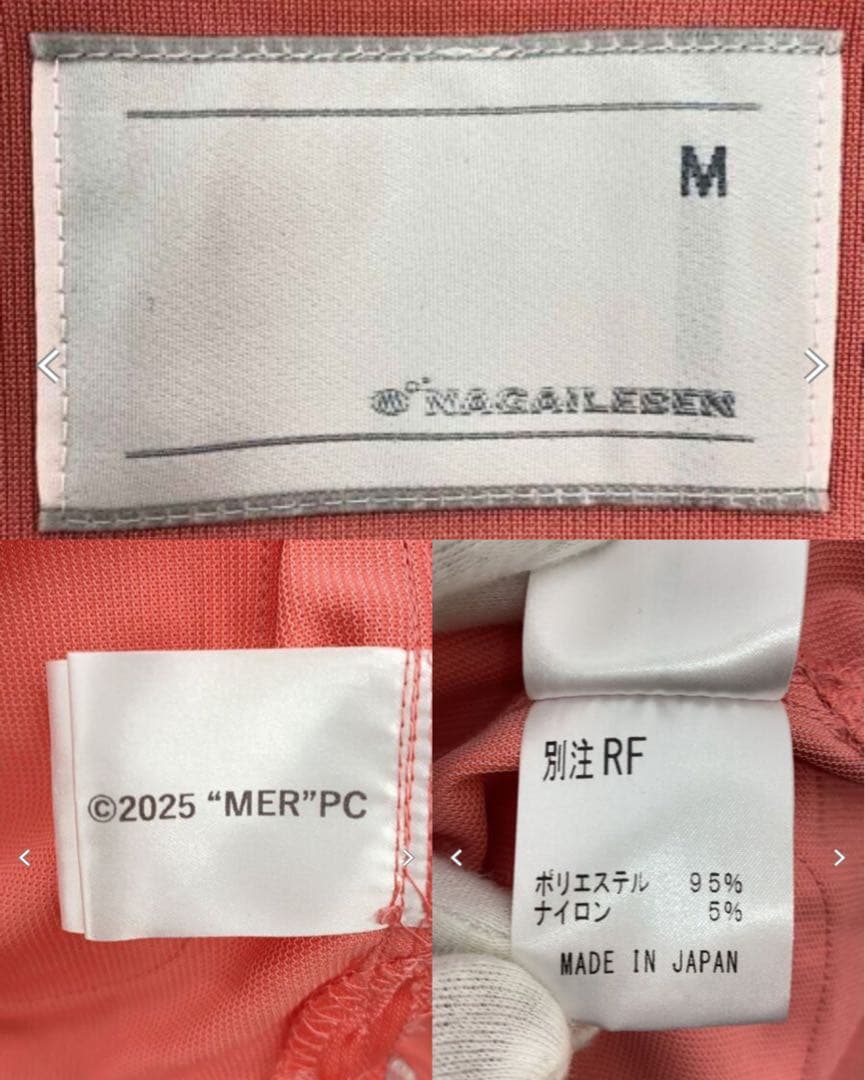 M
NAGAILEBEN
©2025 “MER”PC
別注RF
ポリエステル 95%
ナイロン 5%
MADE IN JAPAN